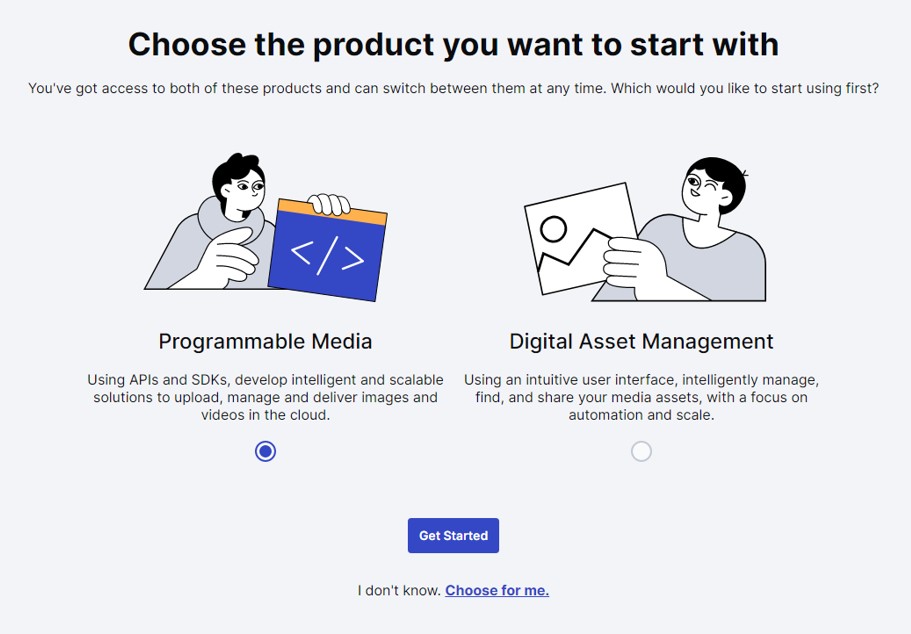 Choose the product you want to start with
You've got access to both of these products and can switch between them at any time. Which would you like to start using first?
</>
Programmable Media
Using APIs and SDKs, develop intelligent and scalable
solutions to upload, manage and deliver images and
videos in the cloud.
Digital Asset Management
Using an intuitive user interface, intelligently manage,
find, and share your media assets, with a focus on
automation and scale.
Get Started
I don't know. Choose for me.